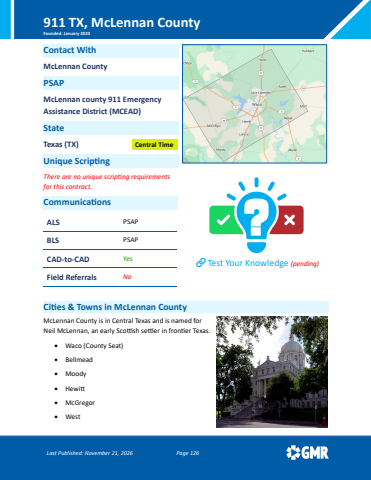 911 TX, McLennan County
Founded: January 2020
Contact With
McLennan County
PSAP
McLennan county 911 Emergency
Assistance District (MCEAD)
State
Texas (TX)
Central Time
Unique Scripting
There are no unique scripting requirements
for this contract.
Communications
ALS PSAP
BLS PSAP
CAD-to-CAD Yes
Field Referrals No
Waco
Test Your Knowledge (pending)
Cities & Towns in McLennan County
McLennan County is in Central Texas and is named for
Neil McLennan, an early Scottish settler in frontier Texas.
• Waco (County Seat)
• Bellmead
• Moody
• Hewitt
• McGregor
• West
Last Published: November 21, 2026
Page 126
GMR